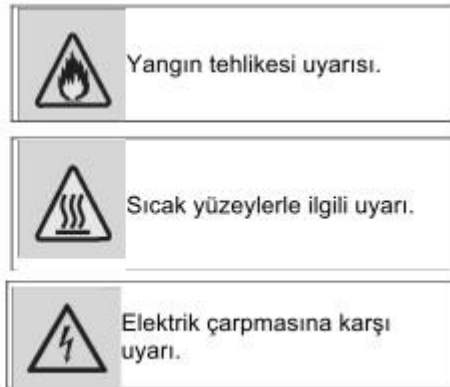 Yangın tehlikesi uyarısı.
Sıcak yüzeylerle ilgili uyarı.
Elektrik çarpmasına karşı
uyarı.